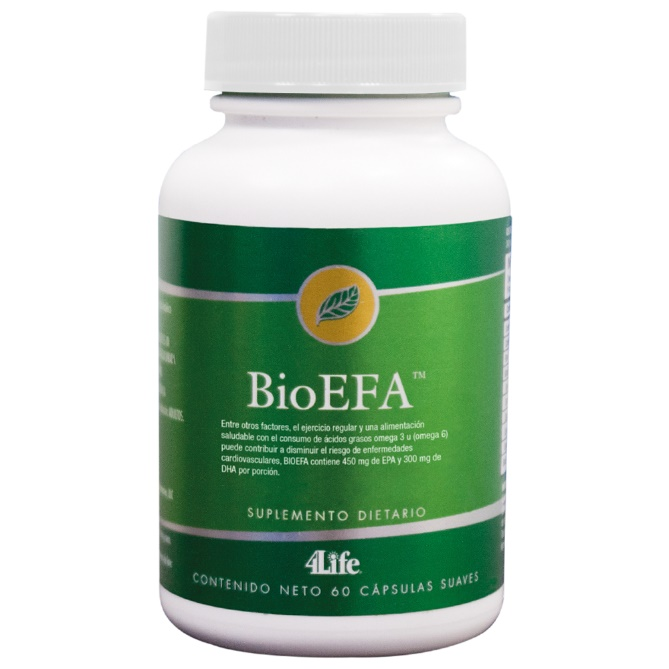 BioEFA™
Entre otros factores, el ejercicio regular y una alimentación
saludable con el consumo de ácidos grasos omega 3 u (omega 6)
puede contribuir a disminuir el riesgo de enfermedades
cardiovasculares, BIOEFA contiene 450 mg de EPA y 300 mg de
DHA por porción.
SUPLEMENTO DIETARIO
4Life
CONTENIDO NETO 60 CÁPSULAS SUAVES